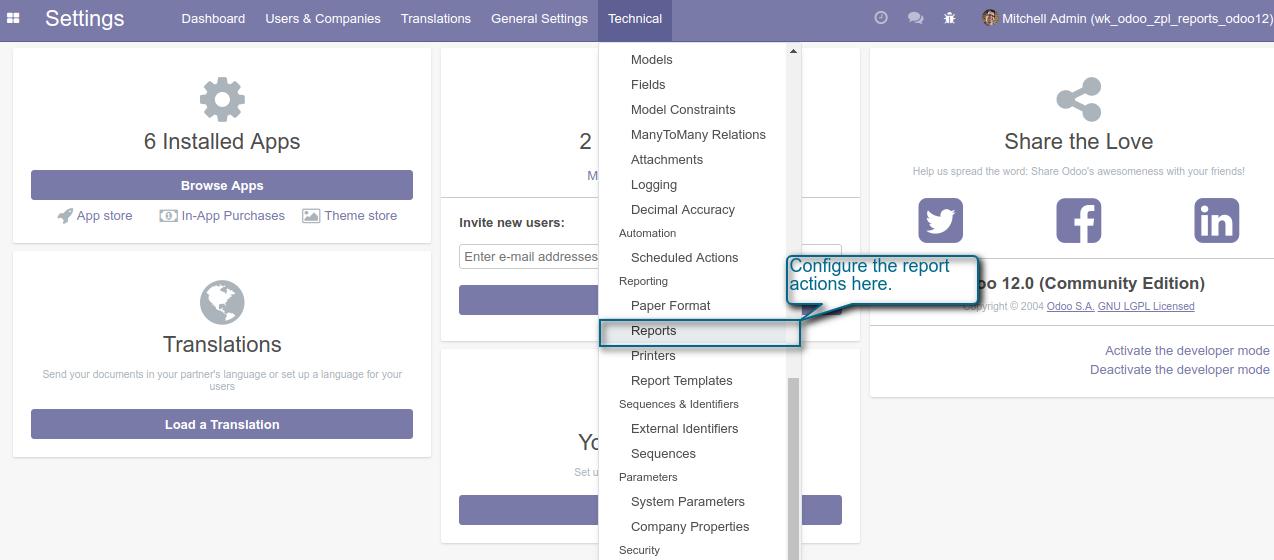 Settings
Dashboard
Users & Companies
Translations
General Settings
Technical
Mitchell Admin (wk_odoo_zpl_reports_odoo12)
6 Installed Apps
Browse Apps
App store
In-App Purchases
Theme store
Translations
Send your documents in your partner's language or set up a language for your
users
Load a Translation
2
M
Invite new users:
Enter e-mail addresses
Set u
Models
Fields
Model Constraints
ManyToMany Relations
Attachments
Logging
Decimal Accuracy
Automation
Scheduled Actions
Reporting
Paper Format
Reports
Printers
Report Templates
Sequences & Identifiers
External Identifiers
Sequences
Parameters
System Parameters
Company Properties
Security
Configure the report
actions here.
Share the Love
Help us spread the word: Share Odoo's awesomeness with your friends!
oo 12.0 (Community Edition)
Copyright © 2004 Odoo S.A. GNU LGPL Licensed
Activate the developer mode
Deactivate the developer mode